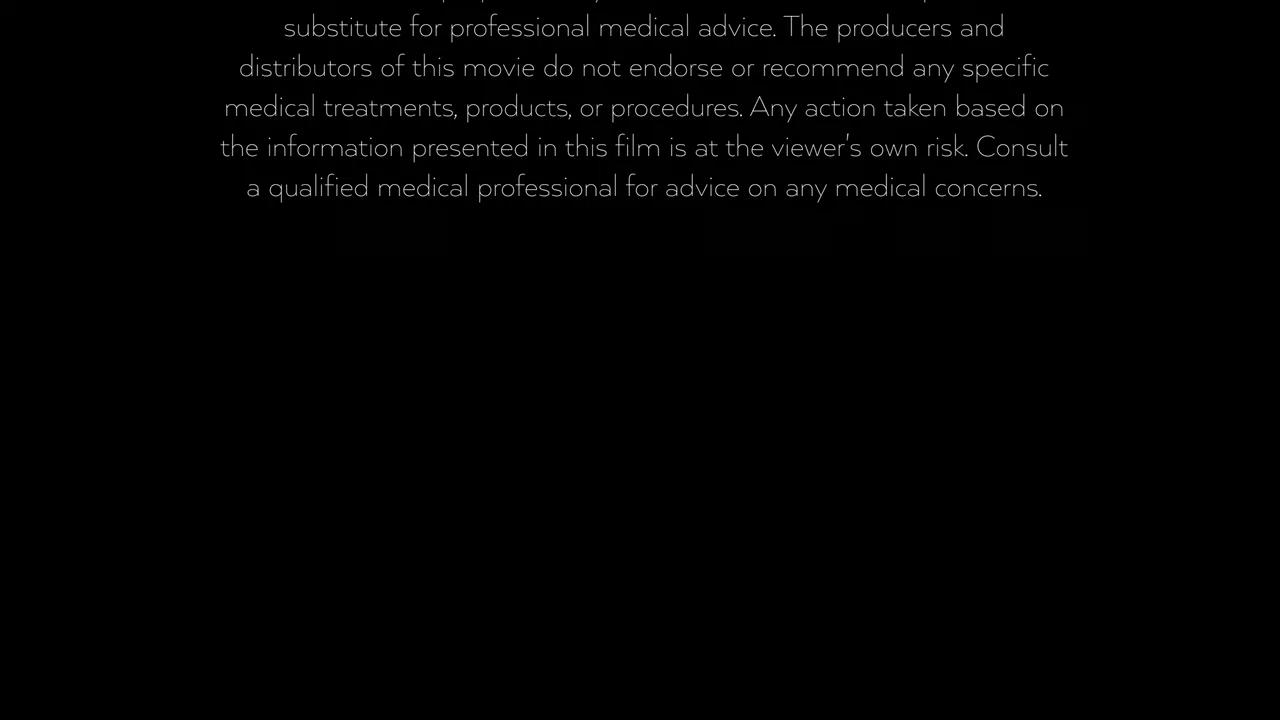 substitute for professional medical advice. The producers and
distributors of this movie do not endorse or recommend any specific
medical treatments, products, or procedures. Any action taken based on
the information presented in this film is at the viewer's own risk. Consult
a qualified medical professional for advice on any medical concerns.